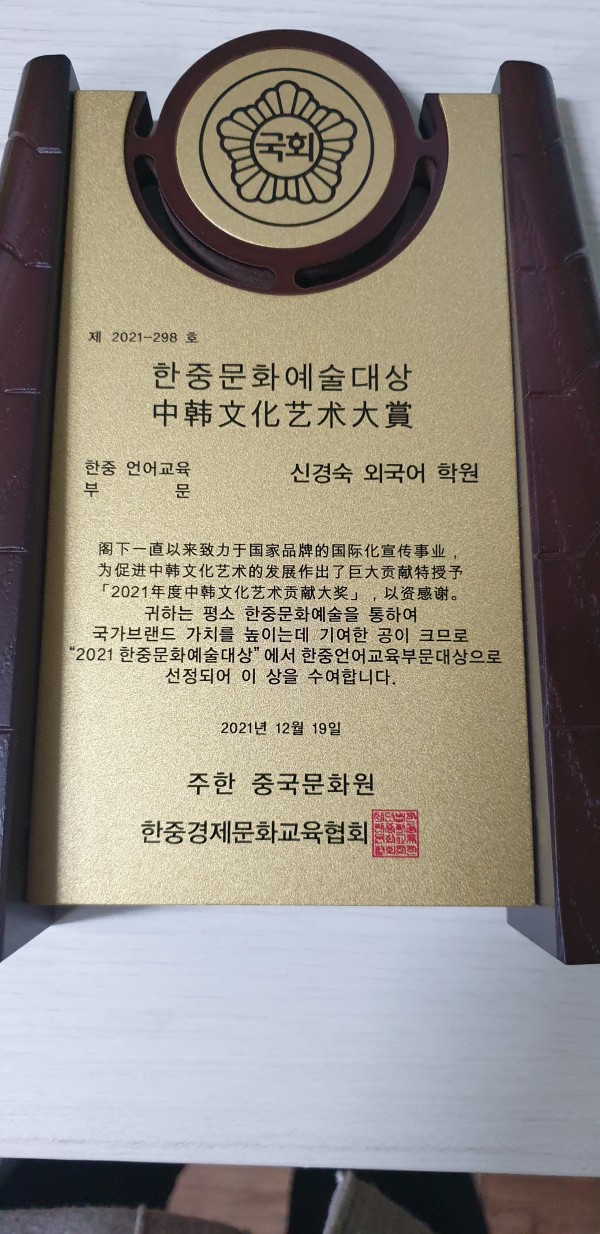 국회
제 2021-298 호
한중문화예술대상
中韩文化艺术大賞
한중 언어교육
부 문
신경숙 외국어 학원
阁下一直以来致力于国家品牌的国际化宣传事业，
为促进中韩文化艺术的发展作出了巨大贡献特授予
「2021年度中韩文化艺术贡献大奖」，以资感谢。
귀하는 평소 한중문화예술을 통하여
국가브랜드 가치를 높이는데 기여한 공이 크므로
“2021 한중문화예술대상” 에서 한중언어교육부문대상으로
선정되어 이 상을 수여합니다.
2021년 12월 19일
주한 중국문화원
한중경제문화교육협회